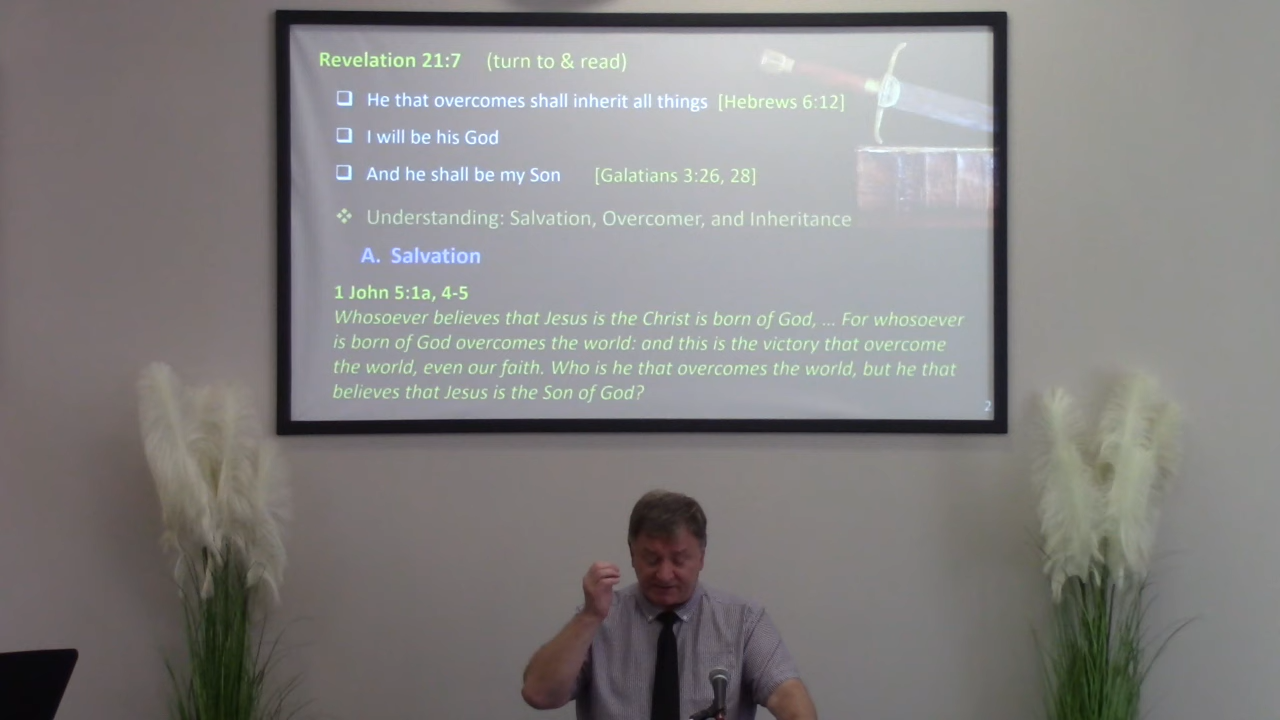 Revelation 21:7 (turn to & read)
❑ He that overcomes shall inherit all things [Hebrews 6:12]
❑ I will be his God
❑ And he shall be my Son [Galatians 3:26, 28]
❖ Understanding: Salvation, Overcomer, and Inheritance
A. Salvation
1 John 5:1a, 4-5
Whosoever believes that Jesus is the Christ is born of God, ... For whosoever
is born of God overcomes the world: and this is the victory that overcome
the world, even our faith. Who is he that overcomes the world, but he that
believes that Jesus is the Son of God?
2